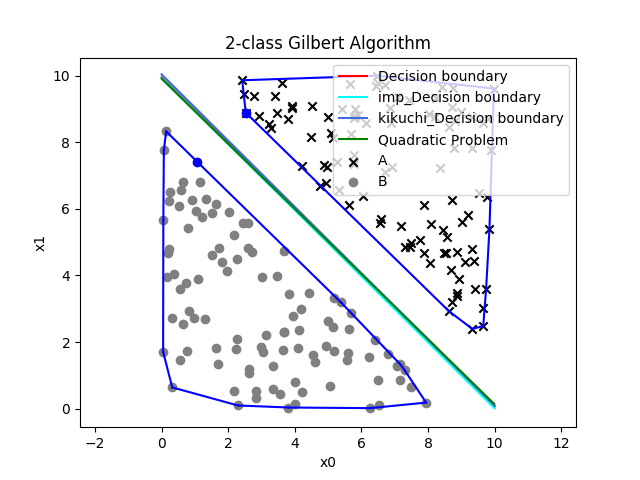 2-class Gilbert Algorithm
Decision boundary
imp_Decision boundary
kikuchi_Decision boundary
Quadratic Problem
A
B
10
8
6
4
2
0
x1
−2
0
2
4
6
8
10
12
x0